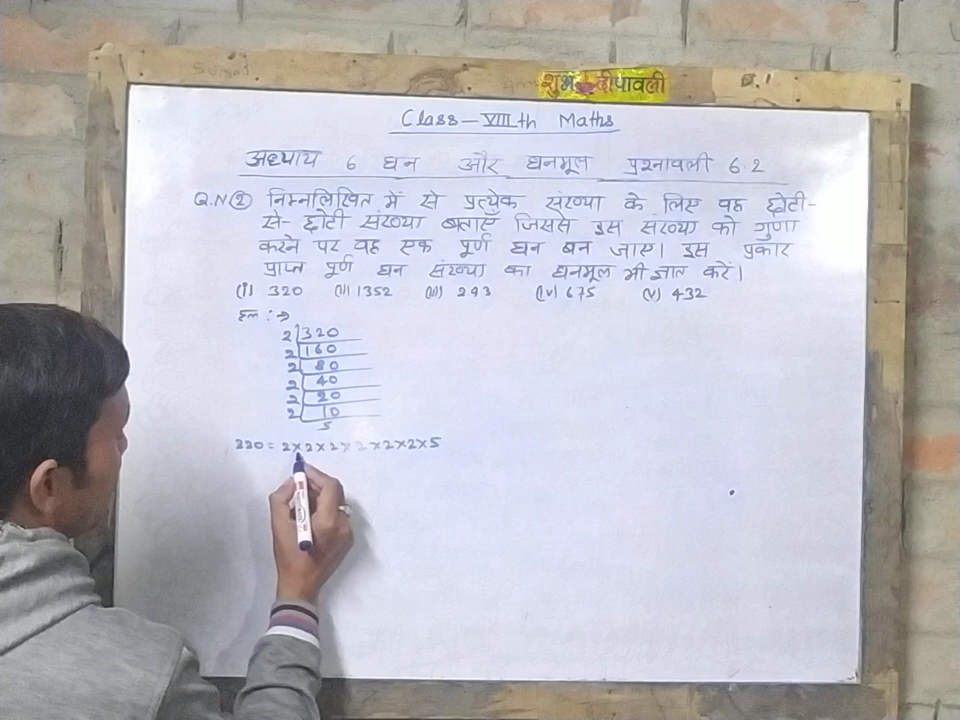 शुभ दीपावली
Class - VIII th Maths
अध्याय 6 घन और घनमूल प्रश्नावली 6.2
Q.N② निम्नलिखित में से प्रत्येक संख्या के लिए वह छोटी-
से-छोटी संख्या बताएँ जिससे इस संख्या को गुणा
करने पर वह एक पूर्ण घन बन जाए। इस प्रकार
प्राप्त पूर्ण घन संख्या का घनमूल भी ज्ञात करें।
(i) 320 (ii) 1352 (iii) 243 (iv) 675 (v) 432
हल :→
2 320
2 160
2 80
2 40
2 20
2 10
5
320 = 2×2×2×2×2×2×5